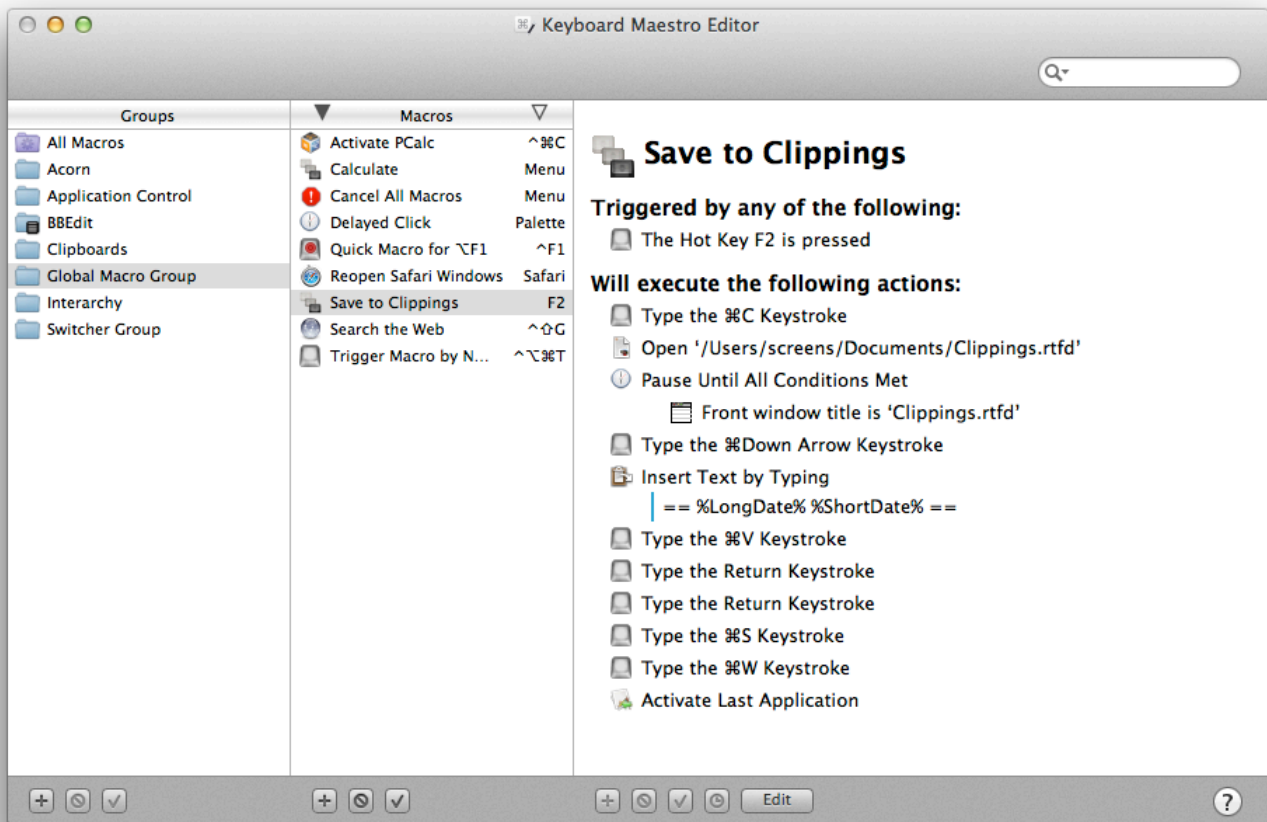 Keyboard Maestro Editor
Groups
All Macros
Acorn
Application Control
BBEdit
Clipboards
Global Macro Group
Interarchy
Switcher Group
Macros
Activate PCalc ^⌘C
Calculate Menu
Cancel All Macros Menu
Delayed Click Palette
Quick Macro for ⌥F1 ^F1
Reopen Safari Windows Safari
Save to Clippings F2
Search the Web ^⇧G
Trigger Macro by N... ^⌥⌘T
Save to Clippings
Triggered by any of the following:
The Hot Key F2 is pressed
Will execute the following actions:
Type the ⌘C Keystroke
Open ‘/Users/screens/Documents/Clippings.rtfd’
Pause Until All Conditions Met
Front window title is ‘Clippings.rtfd’
Type the ⌘Down Arrow Keystroke
Insert Text by Typing
== %LongDate% %ShortDate% ==
Type the ⌘V Keystroke
Type the Return Keystroke
Type the Return Keystroke
Type the ⌘S Keystroke
Type the ⌘W Keystroke
Activate Last Application
Edit
?